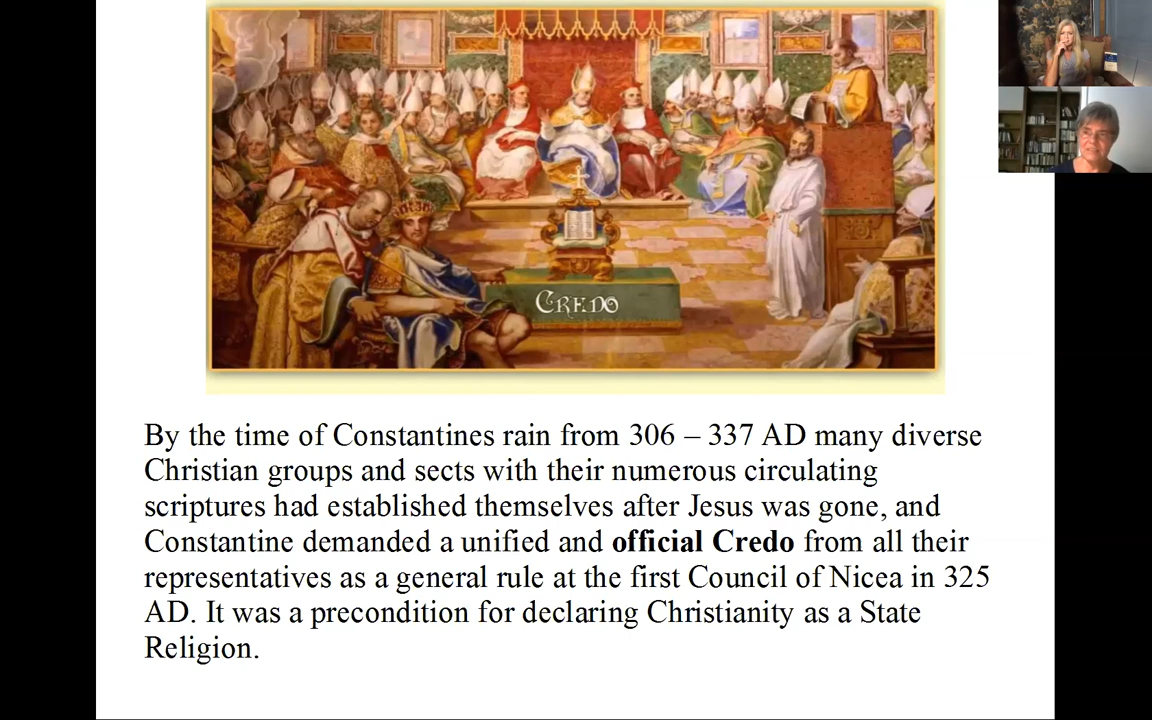 CREDO
By the time of Constantines rain from 306 – 337 AD many diverse
Christian groups and sects with their numerous circulating
scriptures had established themselves after Jesus was gone, and
Constantine demanded a unified and official Credo from all their
representatives as a general rule at the first Council of Nicea in 325
AD. It was a precondition for declaring Christianity as a State
Religion.